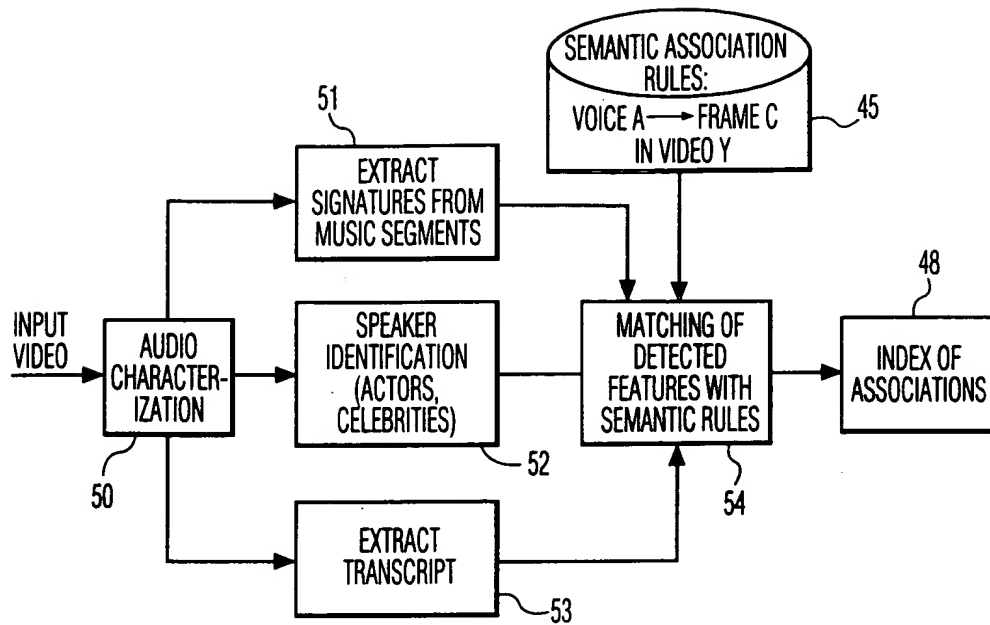 SEMANTIC ASSOCIATION
RULES:
VOICE A → FRAME C
IN VIDEO Y
45
51
EXTRACT
SIGNATURES FROM
MUSIC SEGMENTS
INPUT
VIDEO
AUDIO
CHARACTER-
IZATION
50
SPEAKER
IDENTIFICATION
(ACTORS,
CELEBRITIES)
52
MATCHING OF
DETECTED
FEATURES WITH
SEMANTIC RULES
54
48
INDEX OF
ASSOCIATIONS
EXTRACT
TRANSCRIPT
53